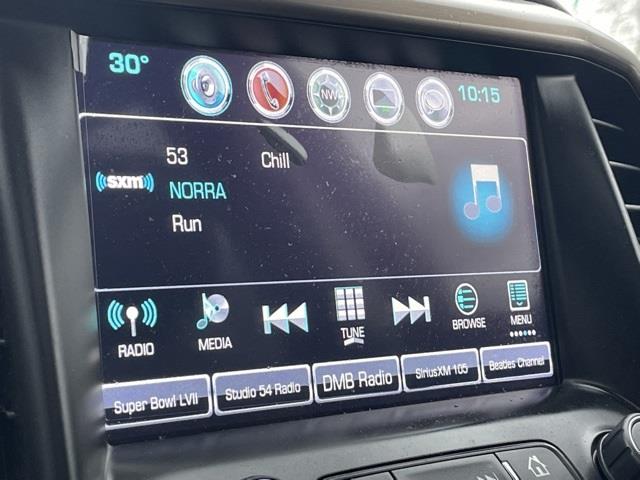 30°
NW
10:15
53 Chill
((sxm))
NORRA
Run
RADIO
MEDIA
TUNE
BROWSE
MENU
Super Bowl LVII
Studio 54 Radio
DMB Radio
SiriusXM 105
Beatles Channel